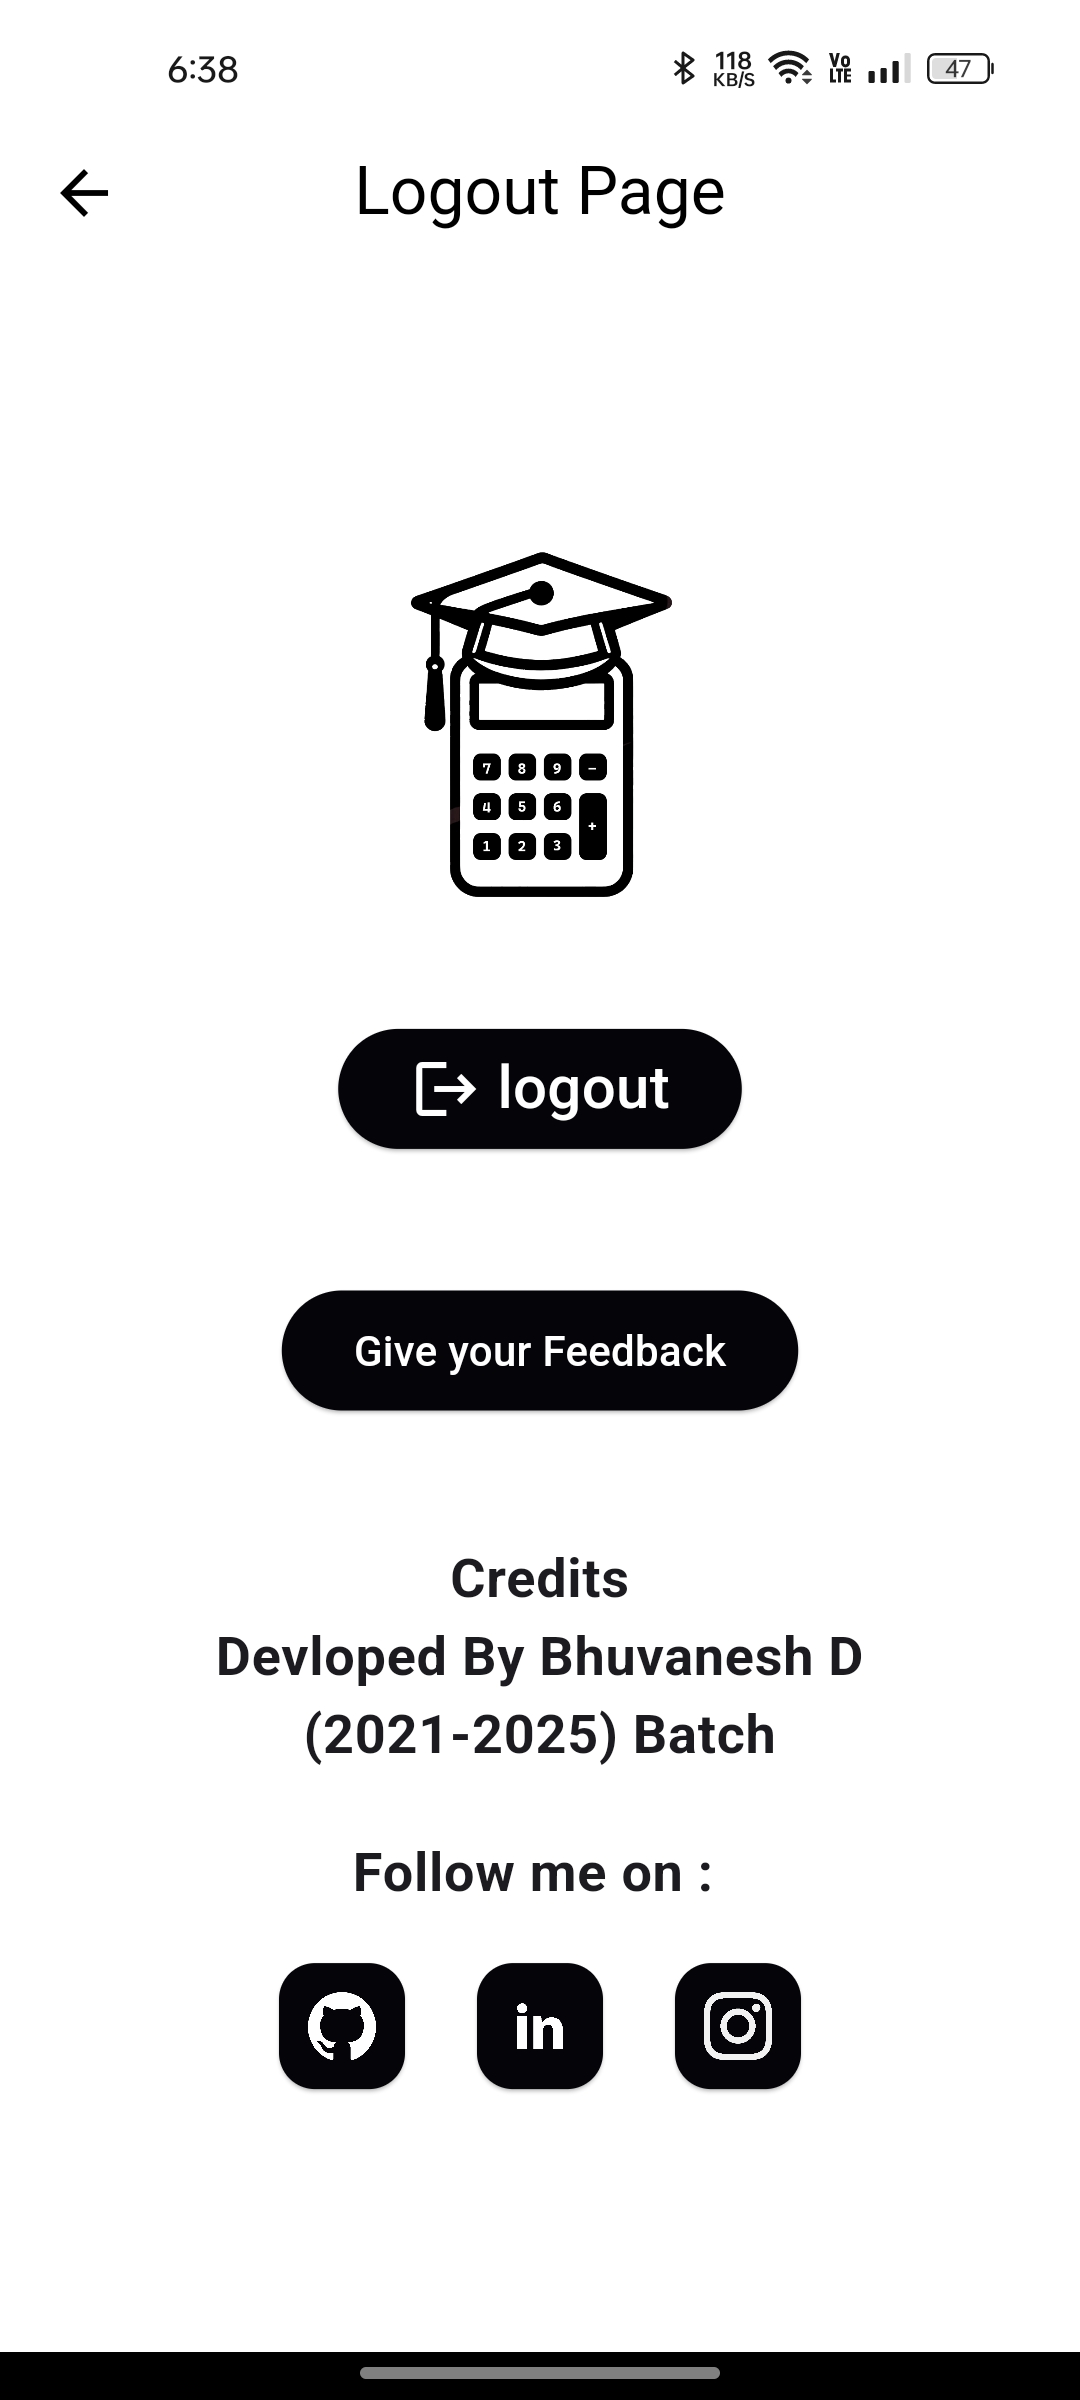 6:38
118
KB/S
Vo
LTE
47
Logout Page
7 8 9 −
4 5 6
+
1 2 3
logout
Give your Feedback
Credits
Devloped By Bhuvanesh D
(2021-2025) Batch
Follow me on :
in